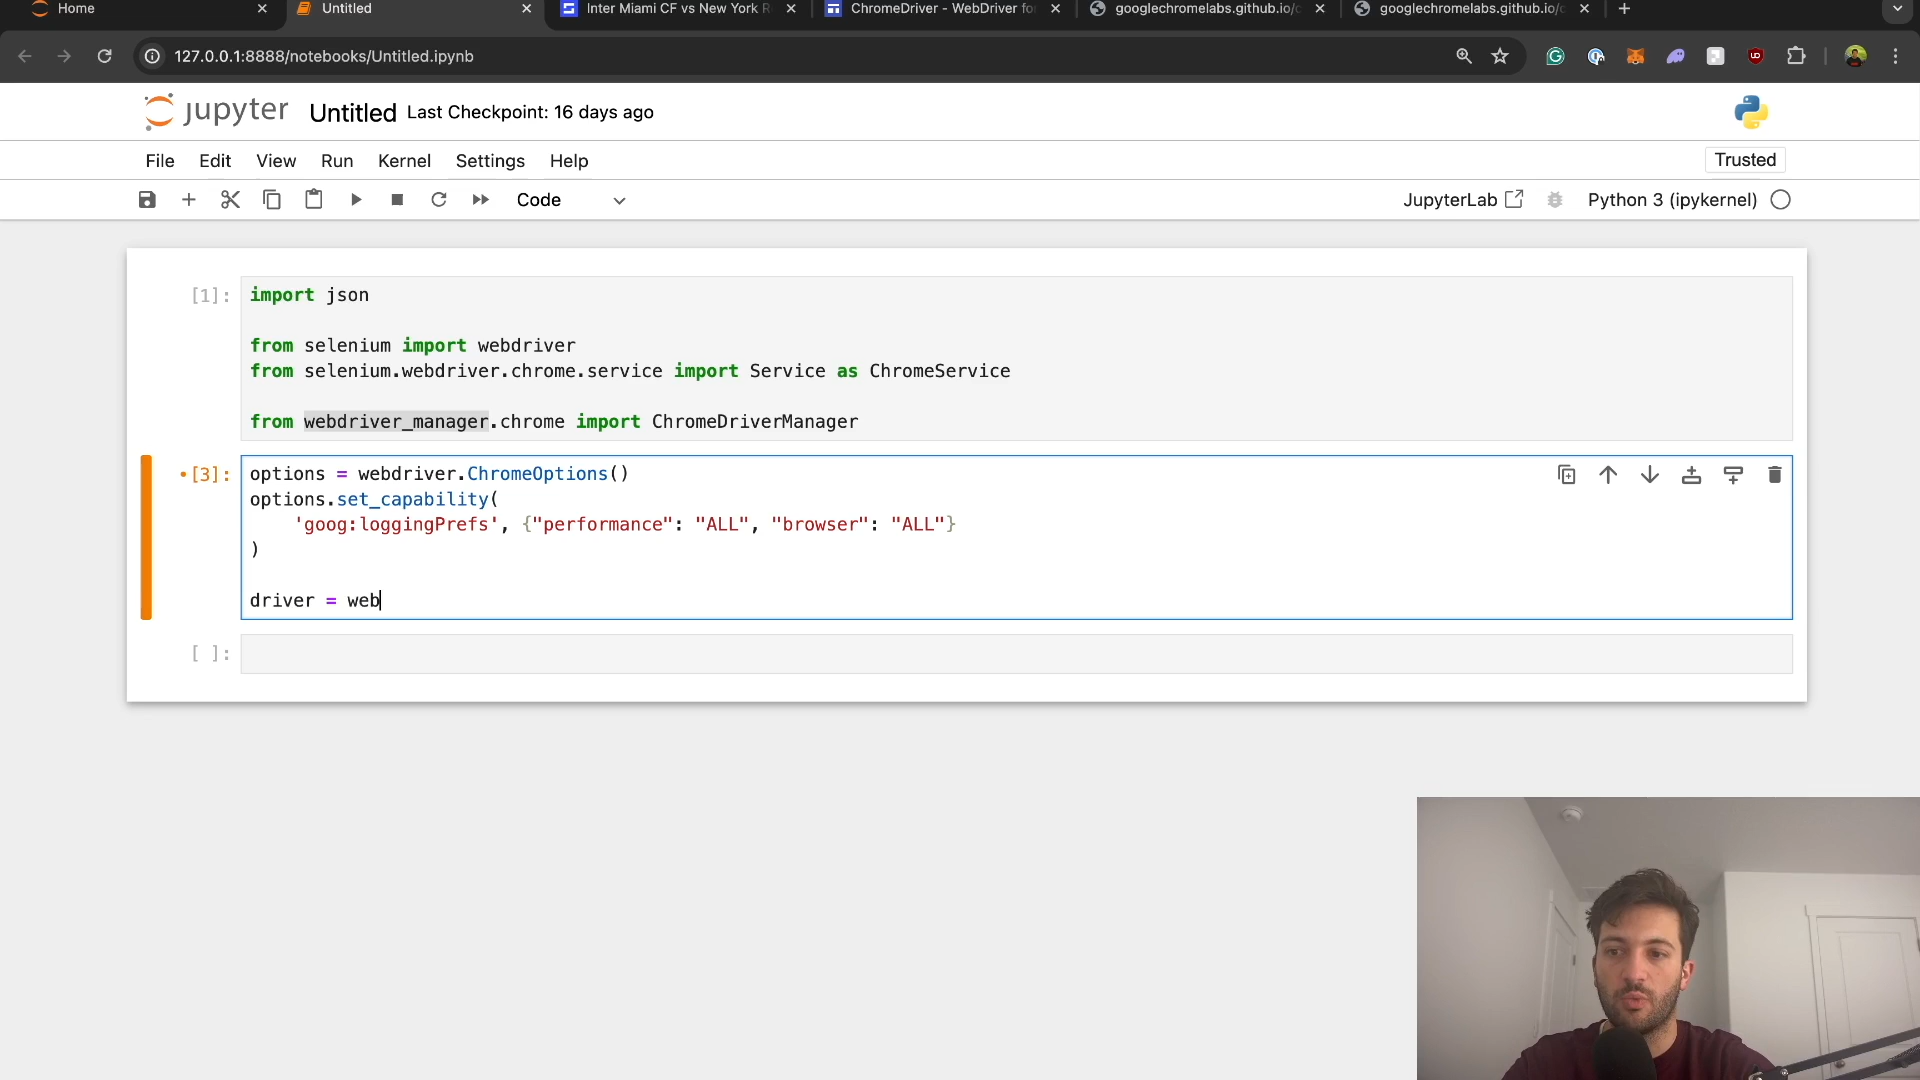 Home
Untitled
Inter Miami CF vs New York R
ChromeDriver - WebDriver fo
googlechromelabs.github.io/c
googlechromelabs.github.io/c
127.0.0.1:8888/notebooks/Untitled.ipynb
jupyter Untitled Last Checkpoint: 16 days ago
File Edit View Run Kernel Settings Help
Trusted
Code
JupyterLab
Python 3 (ipykernel)
[1]:
import json
from selenium import webdriver
from selenium.webdriver.chrome.service import Service as ChromeService
from webdriver_manager.chrome import ChromeDriverManager
[3]:
options = webdriver.ChromeOptions()
options.set_capability(
'goog:loggingPrefs', {"performance": "ALL", "browser": "ALL"}
)
driver = web
[ ]: